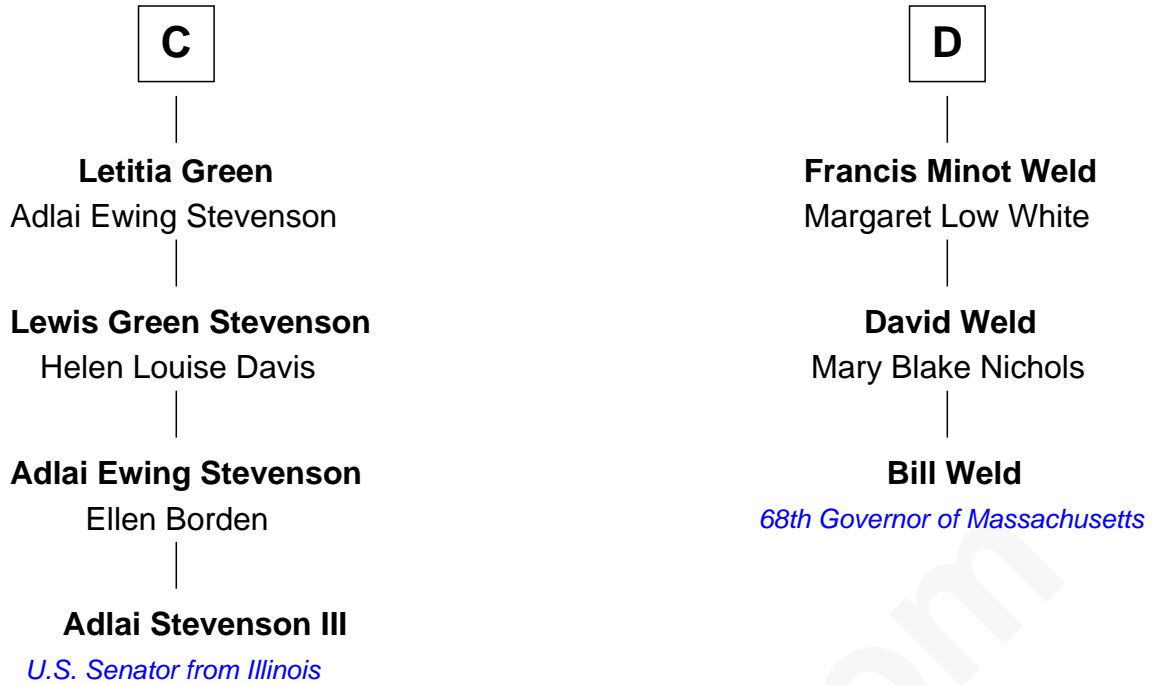 C
Letitia Green
Adlai Ewing Stevenson
Lewis Green Stevenson
Helen Louise Davis
Adlai Ewing Stevenson
Ellen Borden
Adlai Stevenson III
U.S. Senator from Illinois
D
Francis Minot Weld
Margaret Low White
David Weld
Mary Blake Nichols
Bill Weld
68th Governor of Massachusetts
om